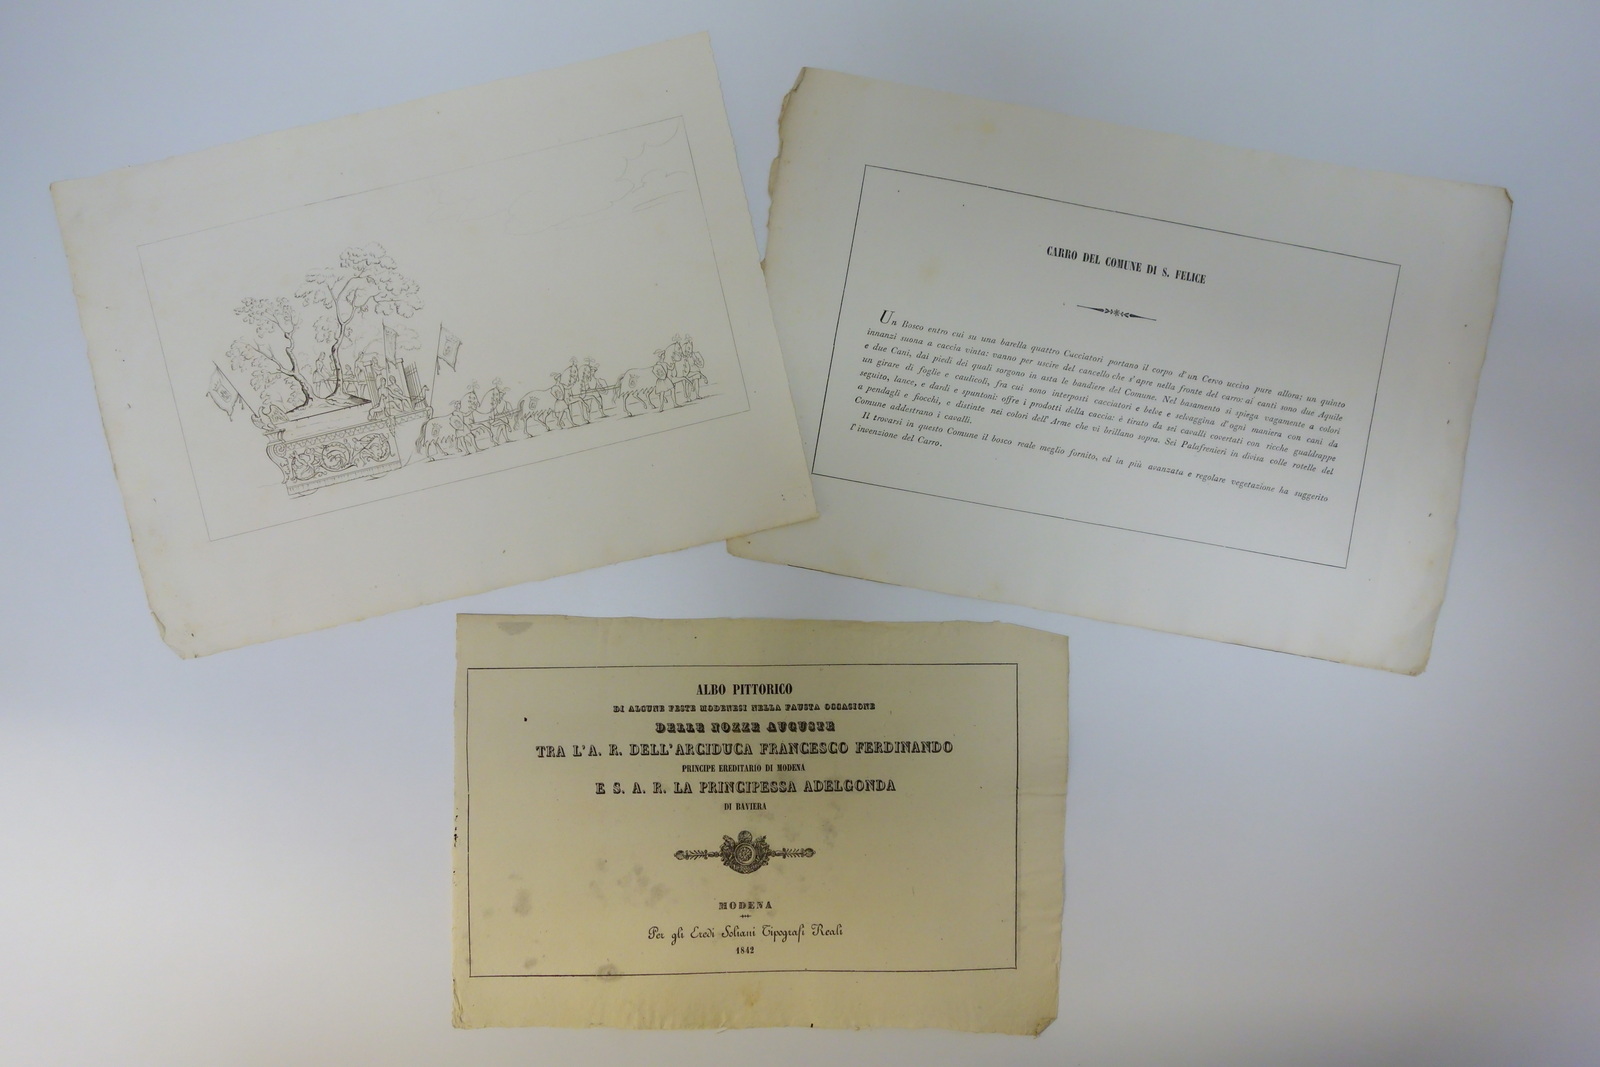 CARRO DEL COMUNE DI S. FELICE
Un Bosco entro cui su una barella quattro Cacciatori portano il corpo d'un Cervo ucciso pure allora; un quinto
innanzi suona a caccia vinta: vanno per uscire del cancello che s'apre nella fronte del carro: ai canti sono due Aquile
e due Cani, dai piedi dei quali sorgono in asta le bandiere del Comune. Nel basamento si spiega vagamente a colori
un girare di foglie e caulicoli, fra cui sono interposti cacciatori e belve e selvaggina d'ogni maniera con cani da
seguito, lance, e dardi e spuntoni: offre i prodotti della caccia: è tirato da sei cavalli covertati con ricche gualdrappe
a pendagli e fiocchi, e distinte nei colori dell'Arme che vi brillano sopra. Sei Palafrenieri in divisa colle rotelle del
Comune addestrano i cavalli.
Il trovarsi in questo Comune il bosco reale meglio fornito, ed in più avanzata e regolare vegetazione ha suggerito
l'invenzione del Carro.
ALBO PITTORICO
DI ALCUNE FESTE MODENESI NELLA FAUSTA OCCASIONE
DELLE NOZZE AUGUSTE
TRA L'A. R. DELL'ARCIDUCA FRANCESCO FERDINANDO
PRINCIPE EREDITARIO DI MODENA
E S. A. R. LA PRINCIPESSA ADELGONDA
DI BAVIERA
MODENA
Per gli Eredi Soliani Tipografi Reali
1842